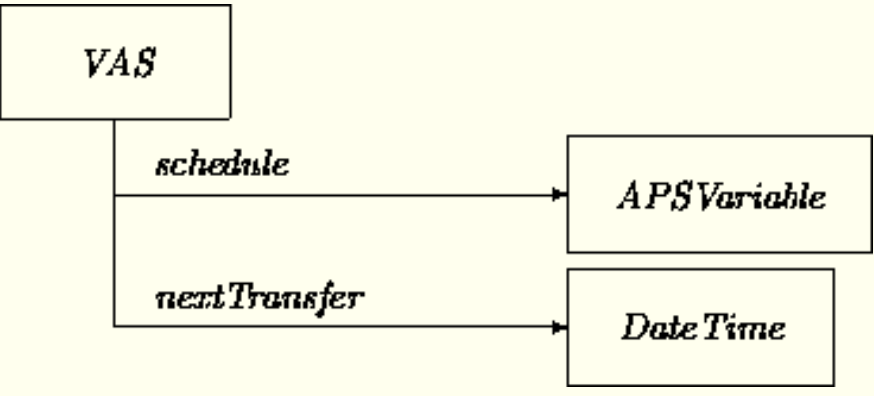 VAS
schedule
APSVariable
nextTransfer
DateTime